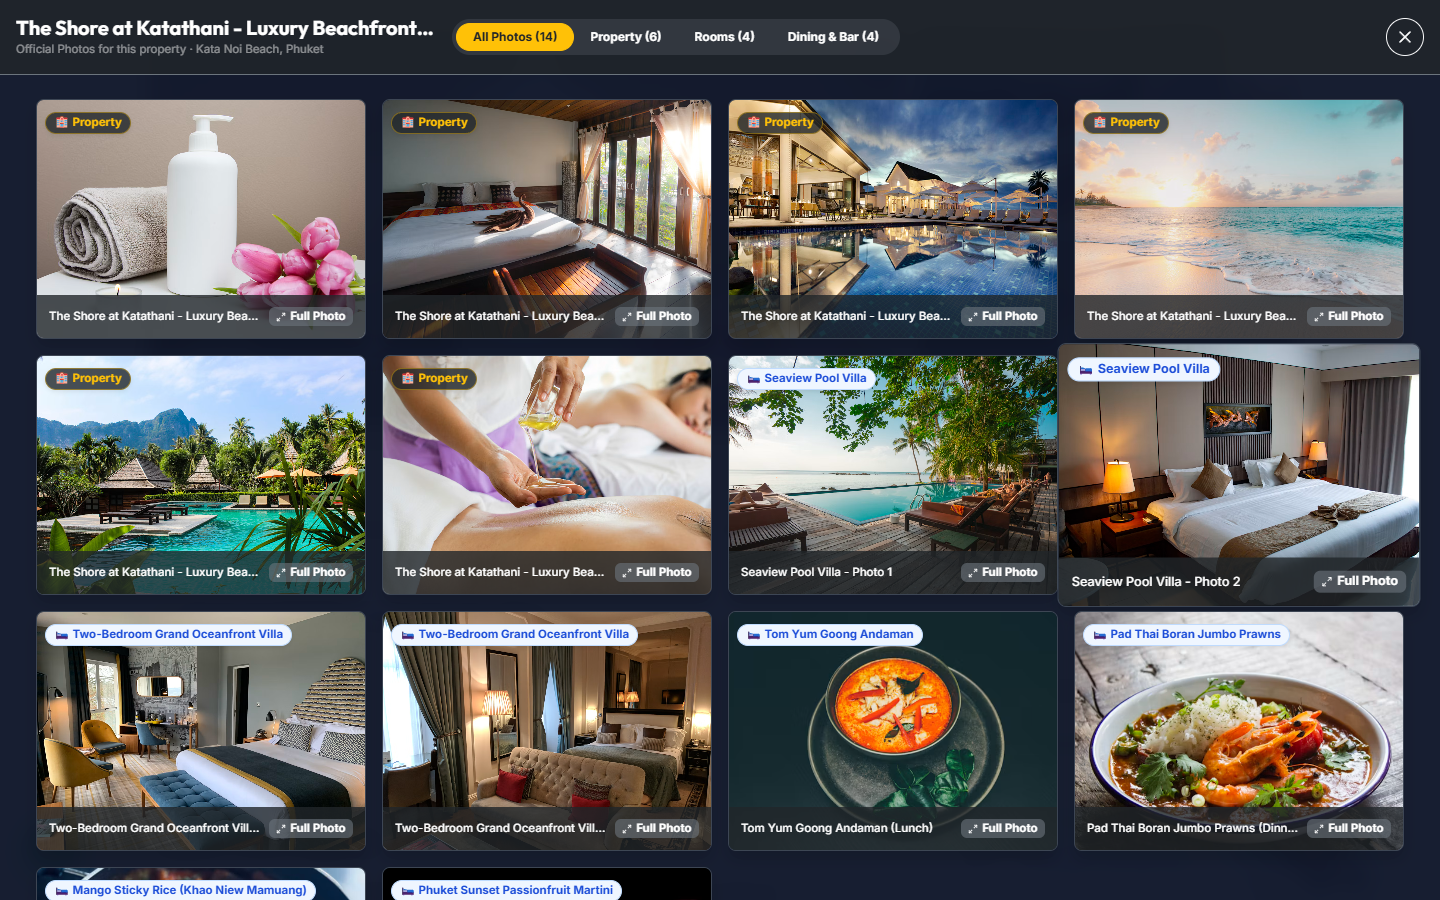 The Shore at Katathani - Luxury Beachfront...
Official Photos for this property · Kata Noi Beach, Phuket
All Photos (14)
Property (6)
Rooms (4)
Dining & Bar (4)
Property
The Shore at Katathani - Luxury Bea...
Full Photo
Property
The Shore at Katathani - Luxury Bea...
Full Photo
Property
The Shore at Katathani - Luxury Bea...
Full Photo
Property
The Shore at Katathani - Luxury Bea...
Full Photo
Property
The Shore at Katathani - Luxury Bea...
Full Photo
Property
The Shore at Katathani - Luxury Bea...
Full Photo
Seaview Pool Villa
Seaview Pool Villa - Photo 1
Full Photo
Seaview Pool Villa
Seaview Pool Villa - Photo 2
Full Photo
Two-Bedroom Grand Oceanfront Villa
Two-Bedroom Grand Oceanfront Vill...
Full Photo
Two-Bedroom Grand Oceanfront Villa
Two-Bedroom Grand Oceanfront Vill...
Full Photo
Tom Yum Goong Andaman
Tom Yum Goong Andaman (Lunch)
Full Photo
Pad Thai Boran Jumbo Prawns
Pad Thai Boran Jumbo Prawns (Dinn...
Full Photo
Mango Sticky Rice (Khao Niew Mamuang)
Phuket Sunset Passionfruit Martini